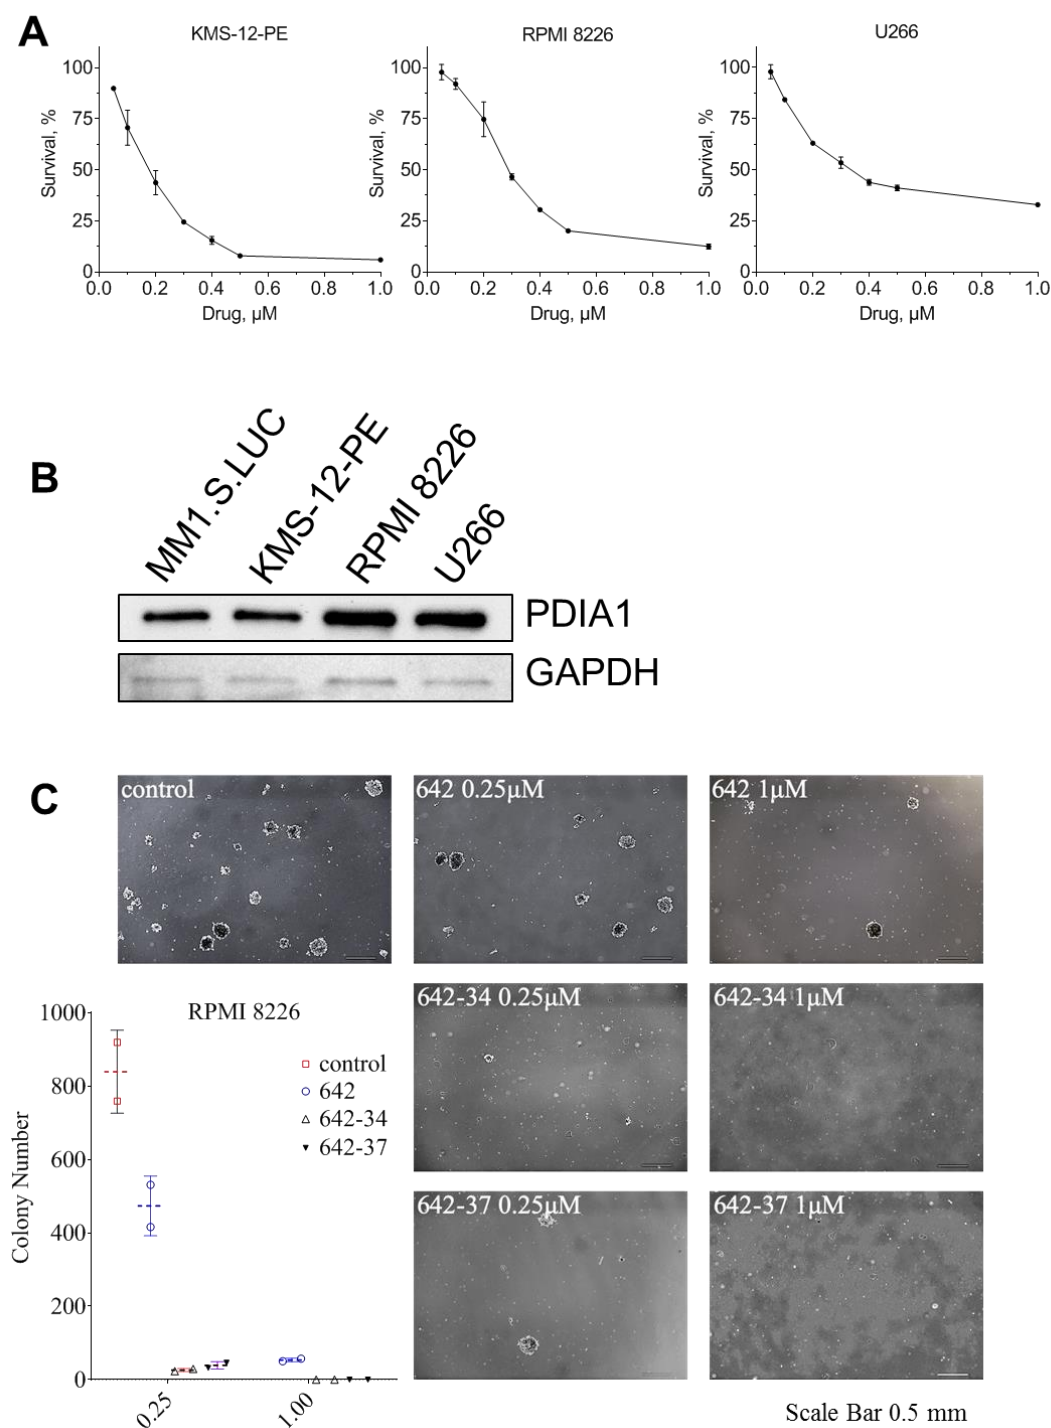 A
KMS-12-PE
RPMI 8226
U266
Survival, %
100
75
50
25
0
0.0 0.2 0.4 0.6 0.8 1.0
Drug, µM
Survival, %
100
75
50
25
0
0.0 0.2 0.4 0.6 0.8 1.0
Drug, µM
Survival, %
100
75
50
25
0
0.0 0.2 0.4 0.6 0.8 1.0
Drug, µM
B
MM1.S.LUC
KMS-12-PE
RPMI 8226
U266
PDIA1
GAPDH
C
control
642 0.25µM
642 1µM
642-34 0.25µM
642-34 1µM
642-37 0.25µM
642-37 1µM
RPMI 8226
Colony Number
1000
800
600
400
200
0
0.25
1.00
control
642
642-34
642-37
Scale Bar 0.5 mm